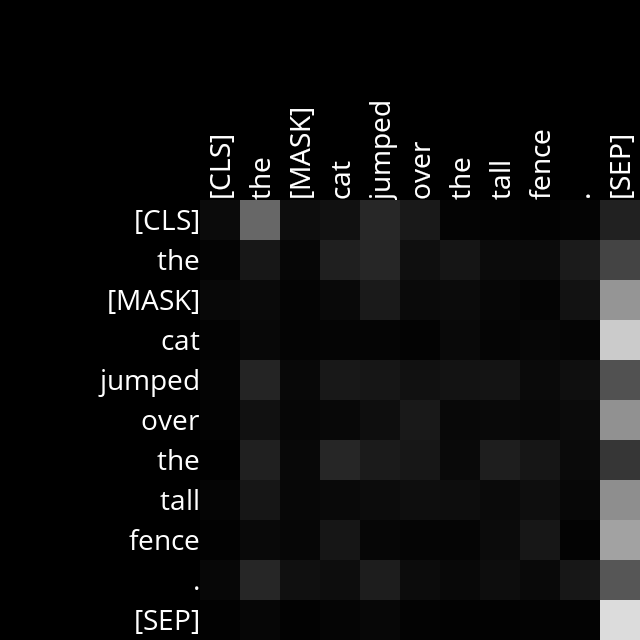 [CLS] the [MASK] cat jumped over the tall fence . [SEP]
[CLS]
the
[MASK]
cat
jumped
over
the
tall
fence
.
[SEP]